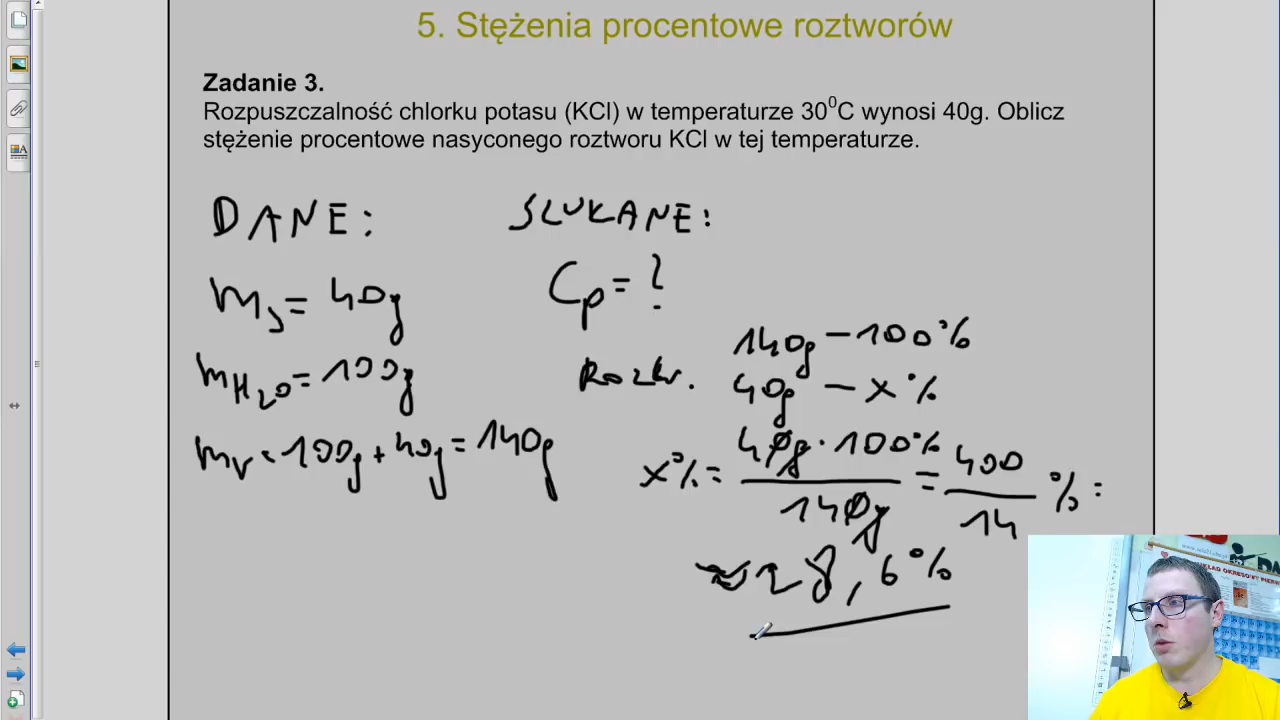 5. Stężenia procentowe roztworów
Zadanie 3.
Rozpuszczalność chlorku potasu (KCl) w temperaturze 30⁰C wynosi 40g. Oblicz
stężenie procentowe nasyconego roztworu KCl w tej temperaturze.
DANE:
SZUKANE:
ms = 40g
Cp = ?
mH₂O = 100g
mr = 100g + 40g = 140g
Rozw.
140g – 100%
40g – x%
x% = 40g · 100% / 140g = 400 / 14 % =
≈ 28,6%